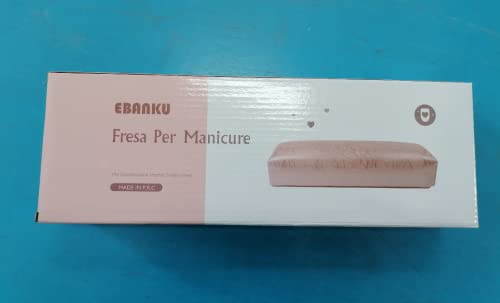 EBANKU
Fresa Per Manicure
MADE IN P.R.C